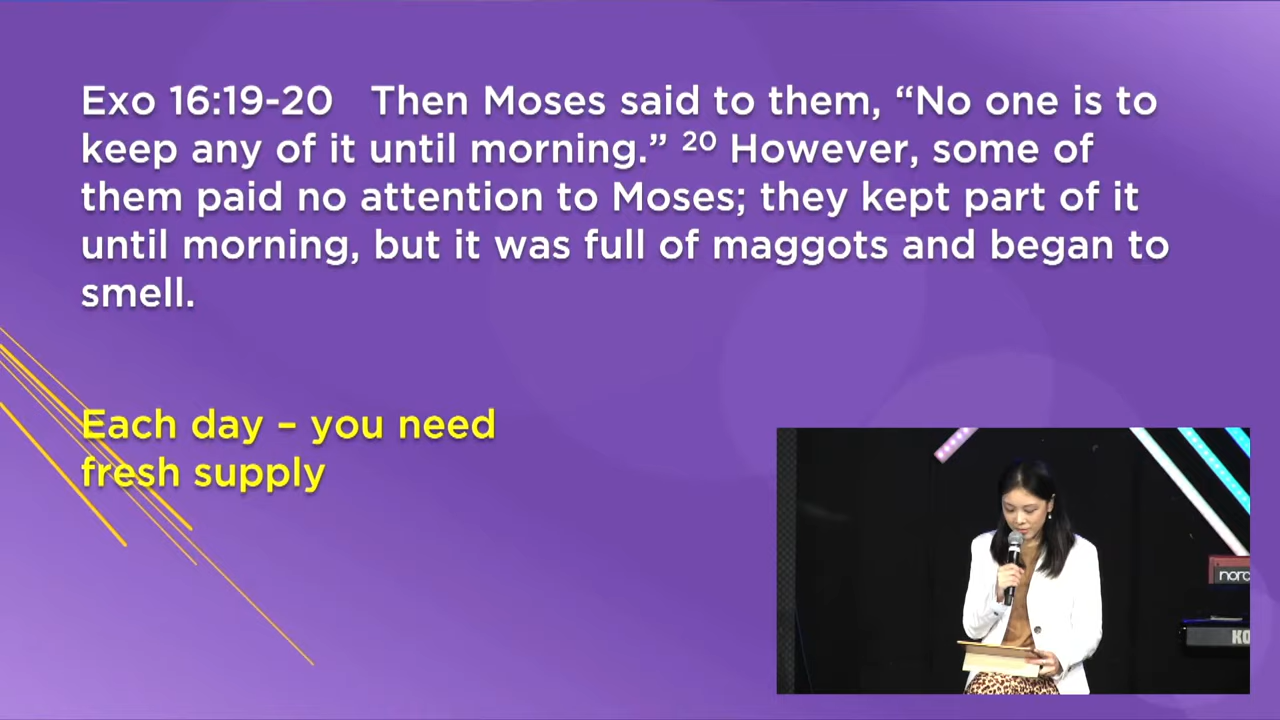 Exo 16:19-20   Then Moses said to them, “No one is to
keep any of it until morning.” 20 However, some of
them paid no attention to Moses; they kept part of it
until morning, but it was full of maggots and began to
smell.
Each day – you need
fresh supply
nord
KO